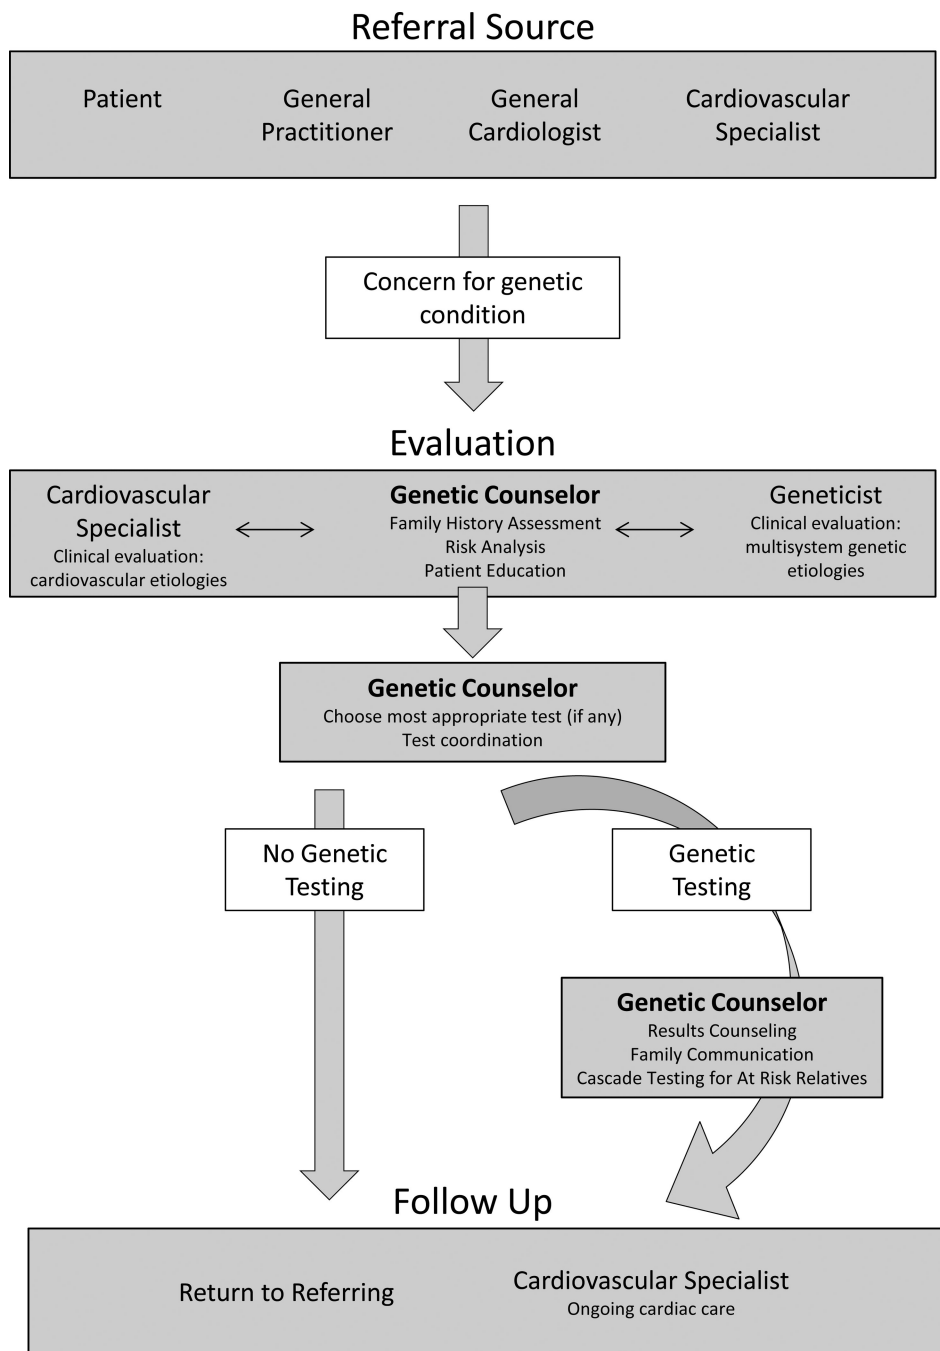 Referral Source
Patient
General
Practitioner
General
Cardiologist
Cardiovascular
Specialist
Concern for genetic
condition
Evaluation
Cardiovascular
Specialist
Clinical evaluation:
cardiovascular etiologies
Genetic Counselor
Family History Assessment
Risk Analysis
Patient Education
Geneticist
Clinical evaluation:
multisystem genetic
etiologies
Genetic Counselor
Choose most appropriate test (if any)
Test coordination
No Genetic
Testing
Genetic
Testing
Genetic Counselor
Results Counseling
Family Communication
Cascade Testing for At Risk Relatives
Follow Up
Return to Referring
Cardiovascular Specialist
Ongoing cardiac care